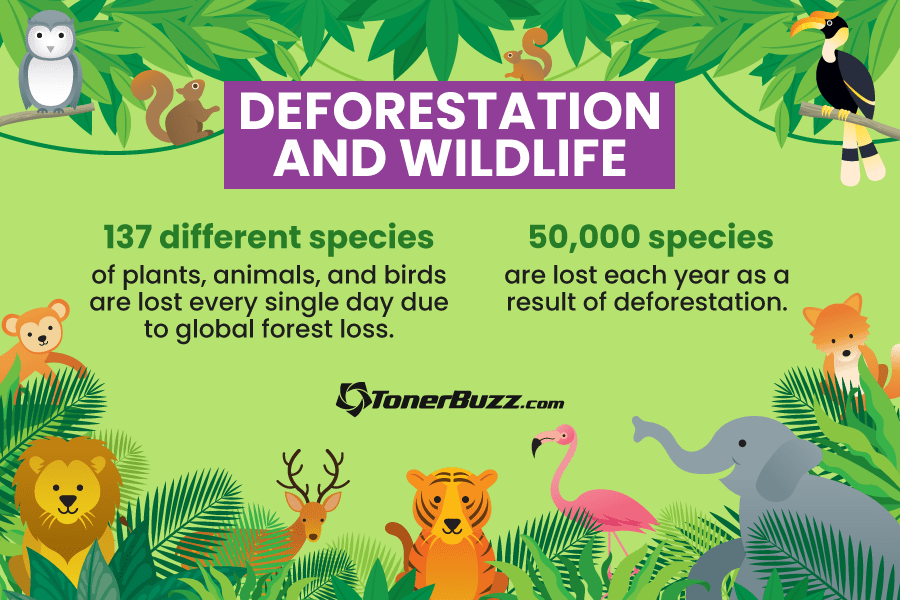 DEFORESTATION
AND WILDLIFE
137 different species
of plants, animals, and birds
are lost every single day due
to global forest loss.
50,000 species
are lost each year as a
result of deforestation.
TonerBuzz.com